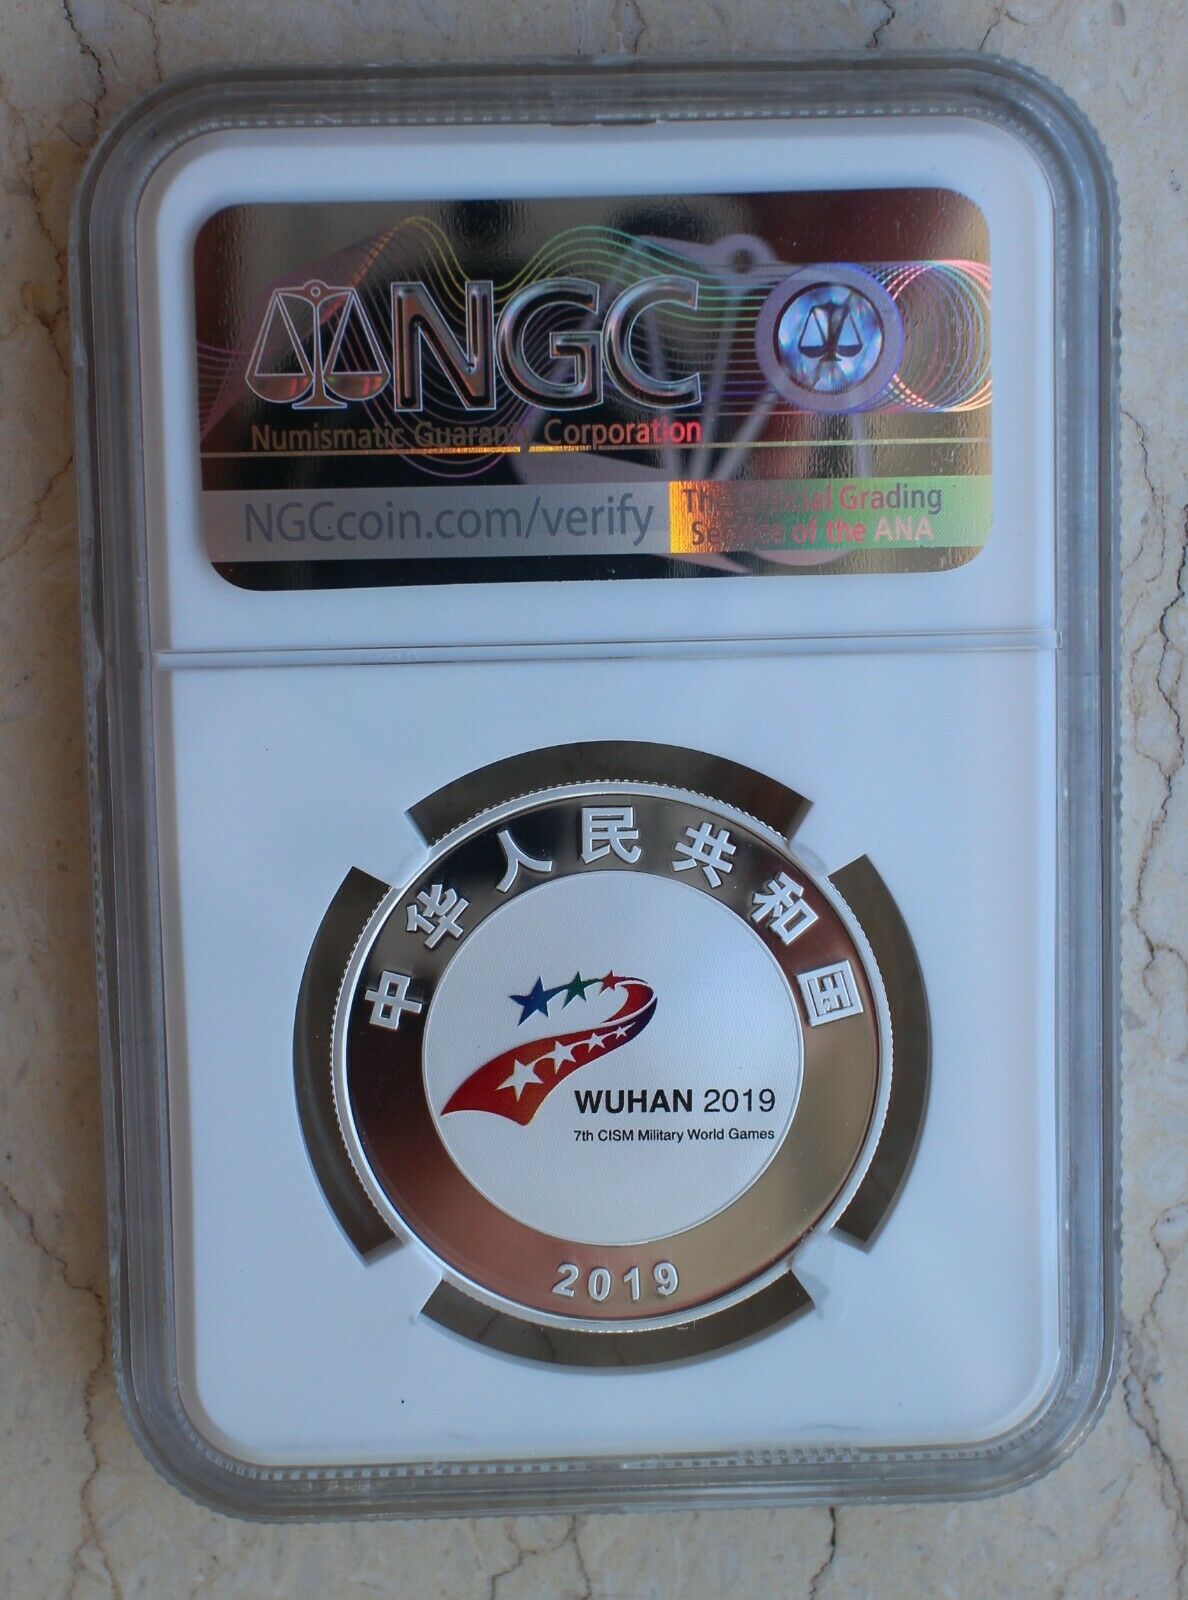 NGC
Numismatic Guaranty Corporation
NGCcoin.com/verify
The Official Grading
Service of the ANA
中华人民共和国
WUHAN 2019
7th CISM Military World Games
2019